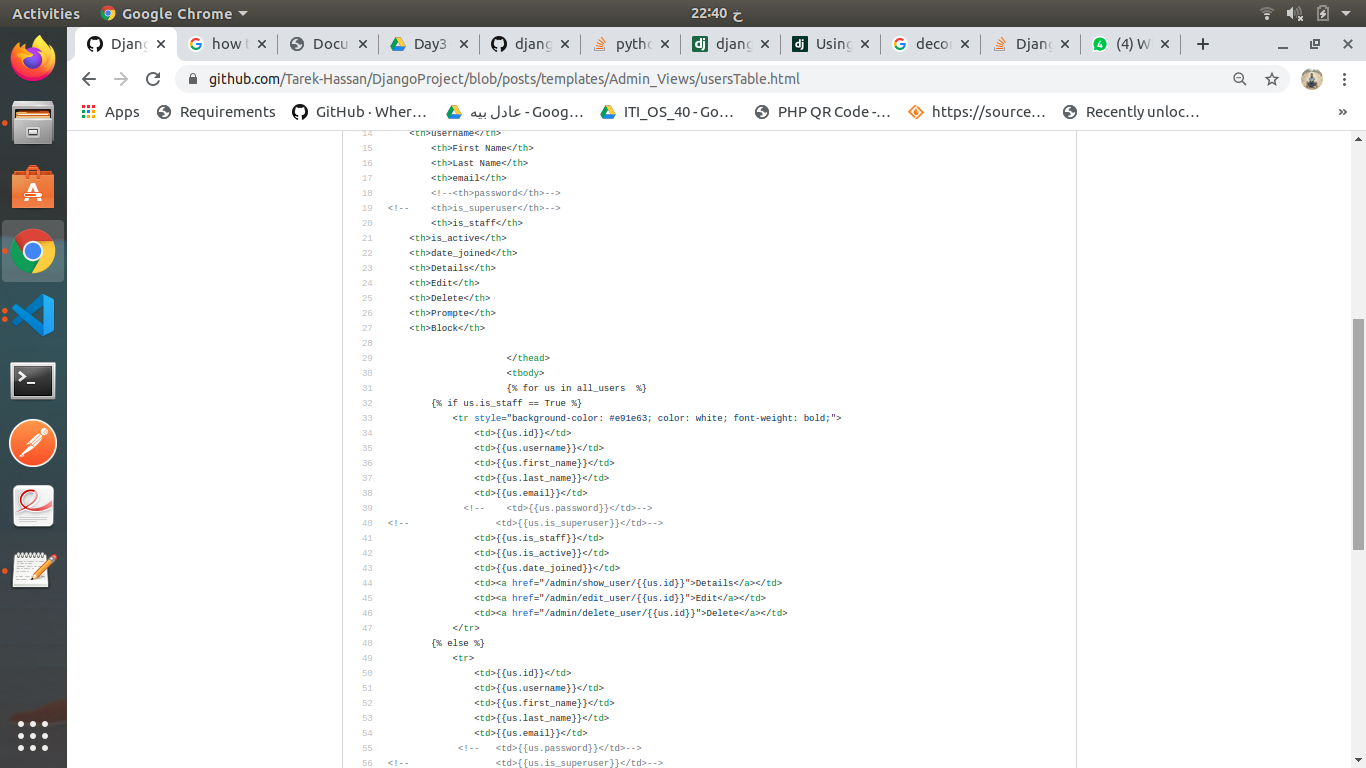 Activities Google Chrome 22:40 خ
Djang how Docu Day3 djang pytho djang Using deco Djang (4) W
github.com/Tarek-Hassan/DjangoProject/blob/posts/templates/Admin_Views/usersTable.html
Apps Requirements GitHub · Wher… عادل بيه - Goog… ITI_OS_40 - Go… PHP QR Code -… https://source… Recently unloc… »
14 <th>username</th>
15 <th>First Name</th>
16 <th>Last Name</th>
17 <th>email</th>
18 <!--<th>password</th>-->
19 <!-- <th>is_superuser</th>-->
20 <th>is_staff</th>
21 <th>is_active</th>
22 <th>date_joined</th>
23 <th>Details</th>
24 <th>Edit</th>
25 <th>Delete</th>
26 <th>Prompte</th>
27 <th>Block</th>
28
29 </thead>
30 <tbody>
31 {% for us in all_users %}
32 {% if us.is_staff == True %}
33 <tr style="background-color: #e91e63; color: white; font-weight: bold;">
34 <td>{{us.id}}</td>
35 <td>{{us.username}}</td>
36 <td>{{us.first_name}}</td>
37 <td>{{us.last_name}}</td>
38 <td>{{us.email}}</td>
39 <!-- <td>{{us.password}}</td>-->
40 <!-- <td>{{us.is_superuser}}</td>-->
41 <td>{{us.is_staff}}</td>
42 <td>{{us.is_active}}</td>
43 <td>{{us.date_joined}}</td>
44 <td><a href="/admin/show_user/{{us.id}}">Details</a></td>
45 <td><a href="/admin/edit_user/{{us.id}}">Edit</a></td>
46 <td><a href="/admin/delete_user/{{us.id}}">Delete</a></td>
47 </tr>
48 {% else %}
49 <tr>
50 <td>{{us.id}}</td>
51 <td>{{us.username}}</td>
52 <td>{{us.first_name}}</td>
53 <td>{{us.last_name}}</td>
54 <td>{{us.email}}</td>
55 <!-- <td>{{us.password}}</td>-->
56 <!-- <td>{{us.is_superuser}}</td>-->